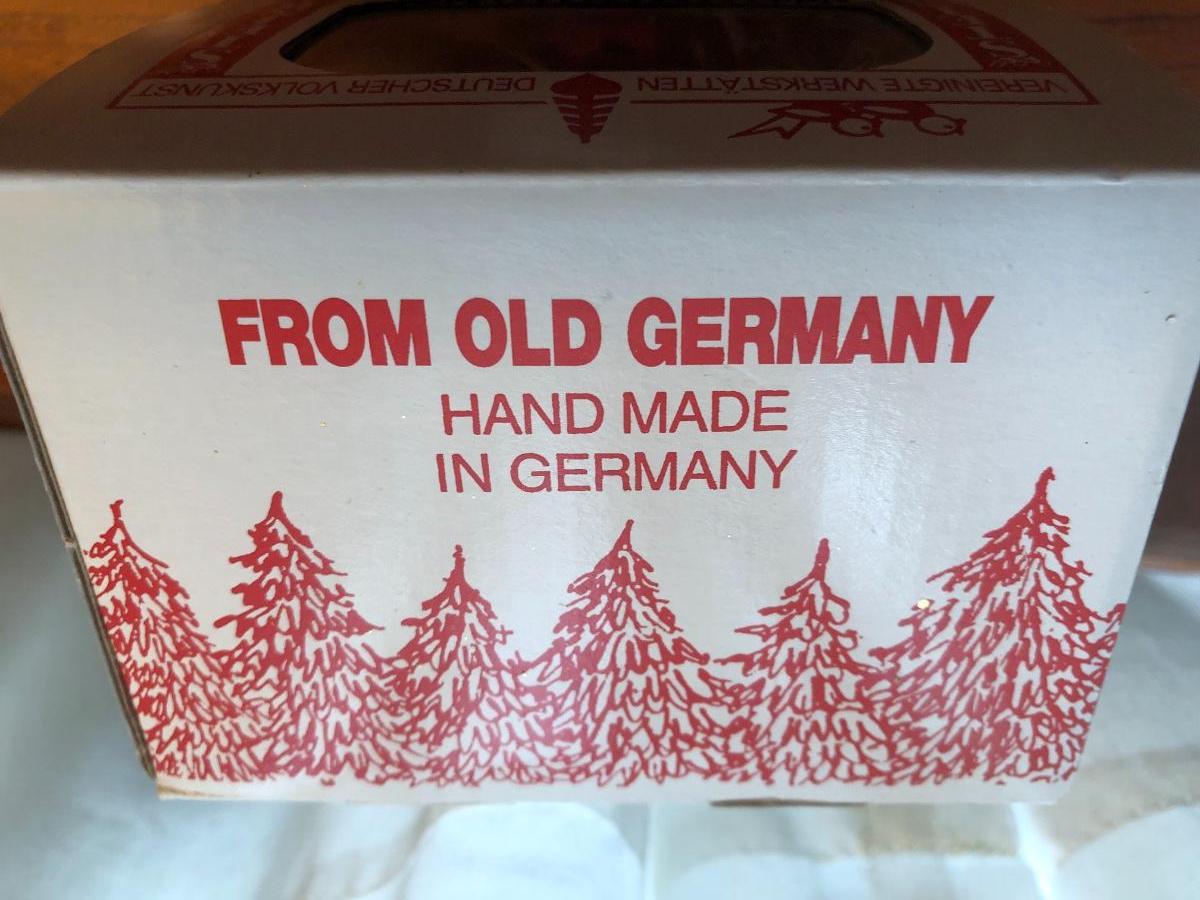 VEREINIGTE WERKSTÄTTEN DEUTSCHER VOLKSKUNST
FROM OLD GERMANY
HAND MADE
IN GERMANY